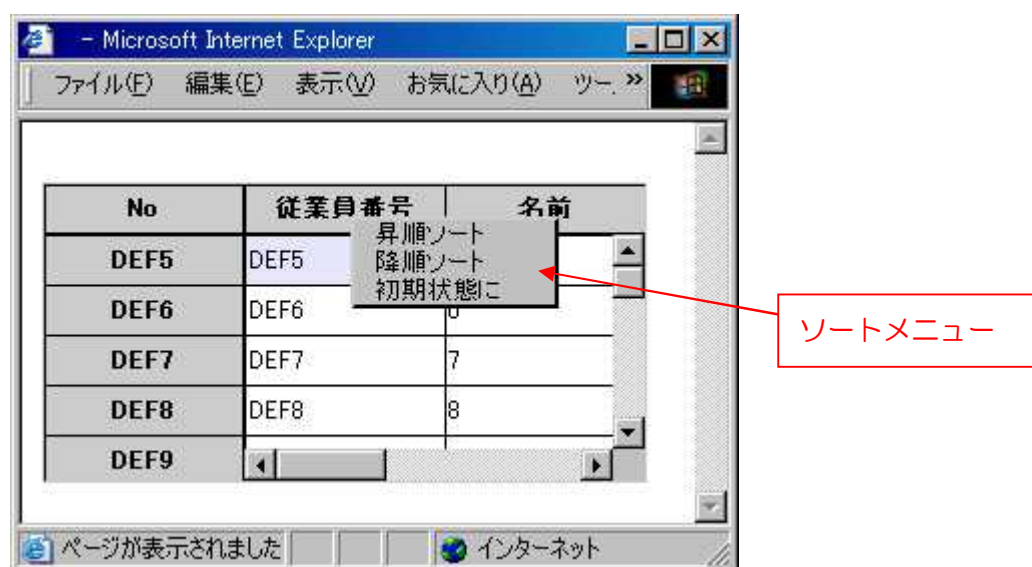 - Microsoft Internet Explorer
ファイル(F) 編集(E) 表示(V) お気に入り(A) ツー. »
No 従業員番号 名前
昇順ソート
DEF5 DEF5
降順ソート
初期状態に
DEF6 DEF6
ソートメニュー
DEF7 DEF7 7
DEF8 DEF8 8
DEF9
ページが表示されました インターネット